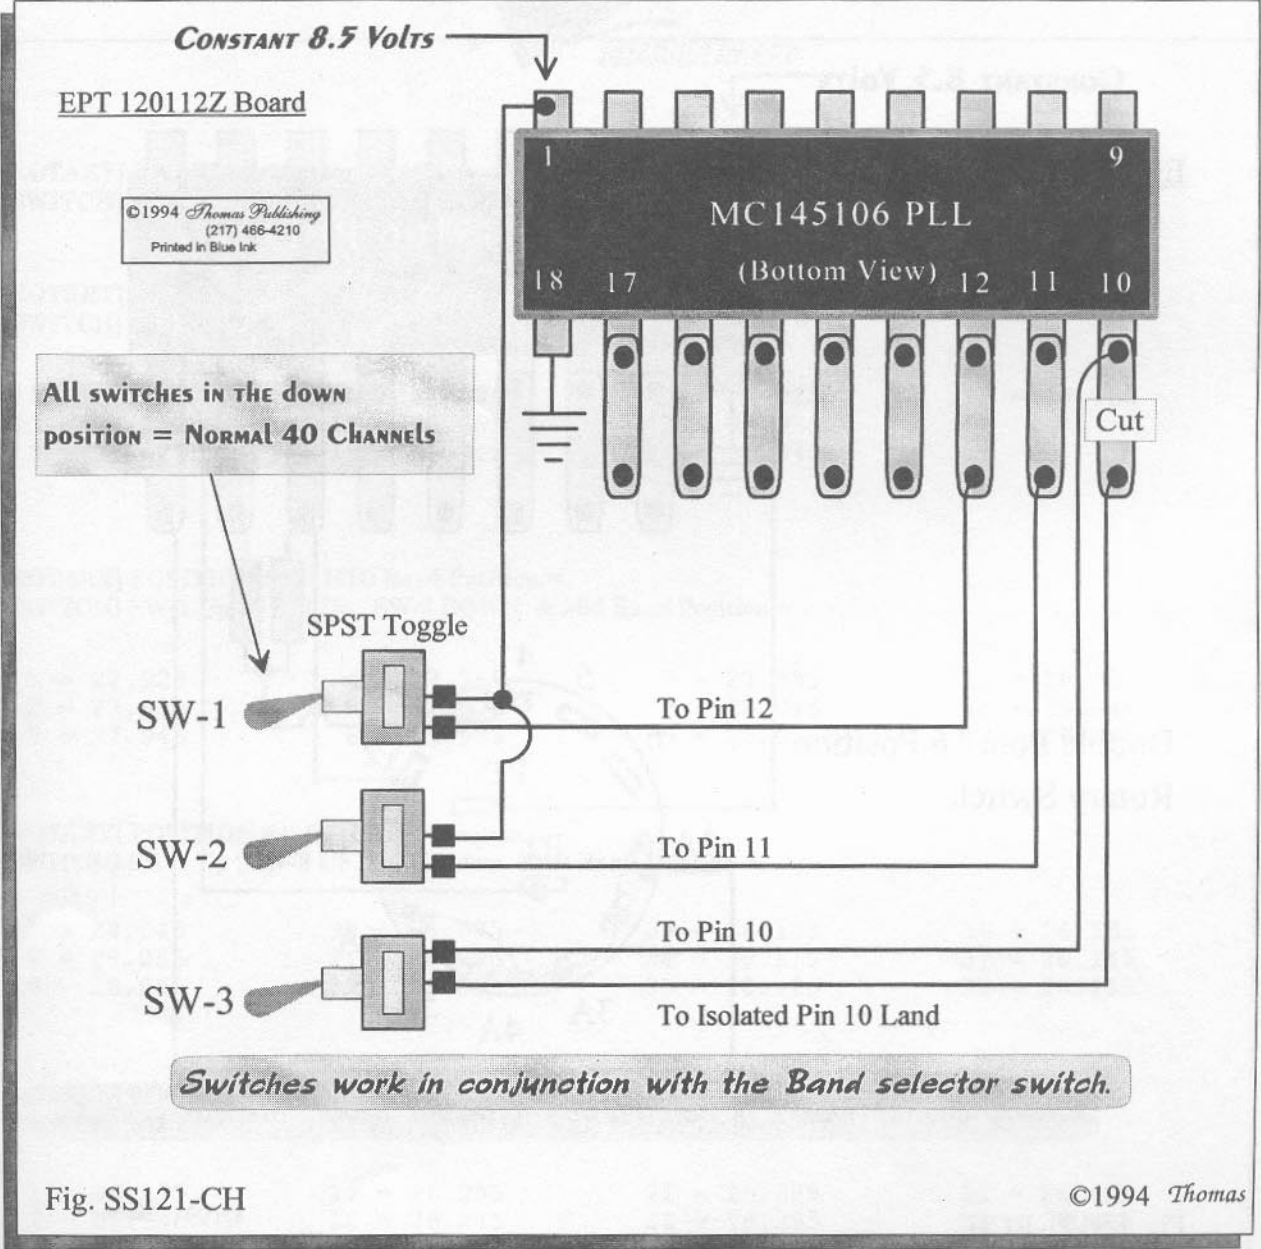 Constant 8.5 Volts
EPT 120112Z Board
©1994 Thomas Publishing
(217) 466-4210
Printed in Blue Ink
1
9
MC145106 PLL
(Bottom View)
18
17
12
11
10
All switches in the down
position = Normal 40 Channels
Cut
SPST Toggle
SW-1
To Pin 12
SW-2
To Pin 11
SW-3
To Pin 10
To Isolated Pin 10 Land
Switches work in conjunction with the Band selector switch.
Fig. SS121-CH
©1994 Thomas